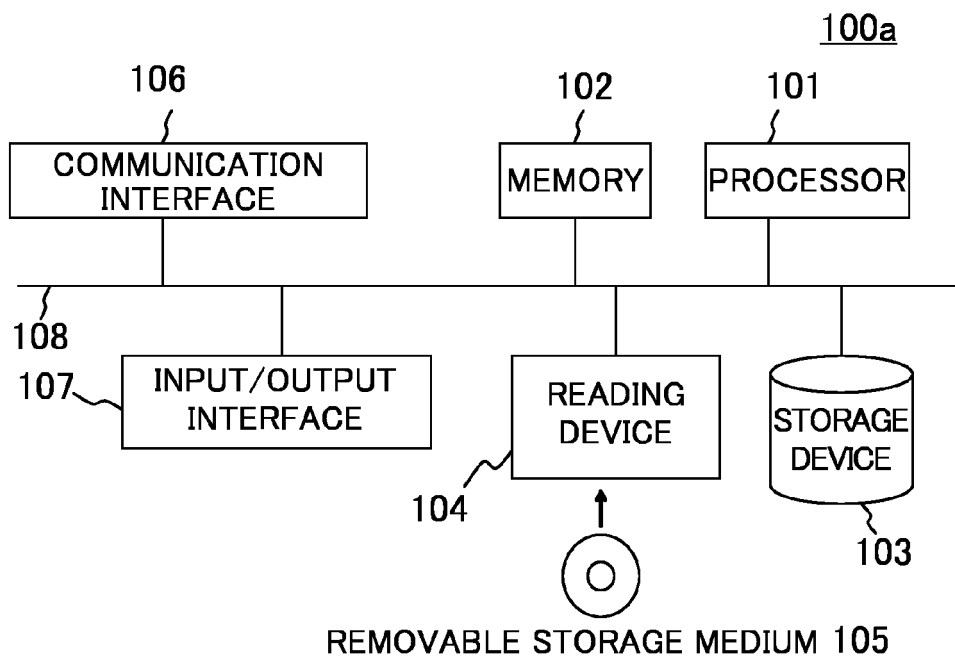 100a
106
102
101
COMMUNICATION
INTERFACE
MEMORY
PROCESSOR
108
107
INPUT/OUTPUT
INTERFACE
READING
DEVICE
STORAGE
DEVICE
104
103
REMOVABLE STORAGE MEDIUM 105